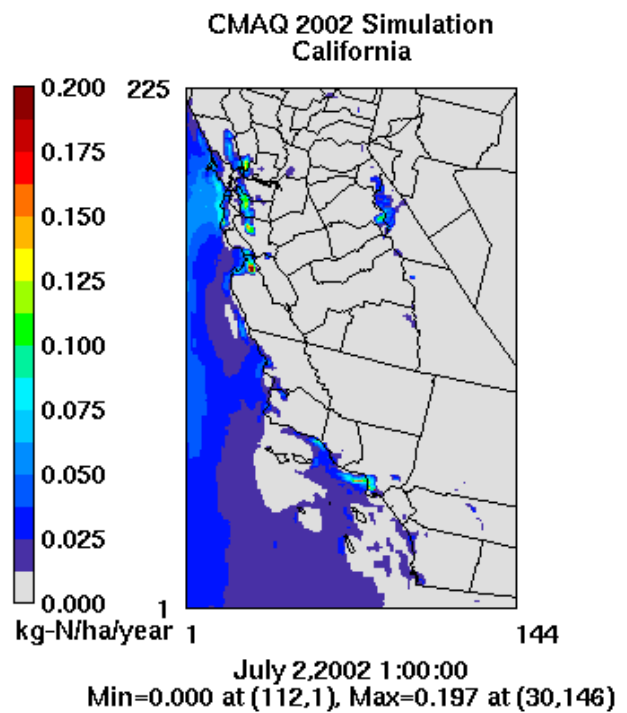 CMAQ 2002 Simulation
California
0.200
0.175
0.150
0.125
0.100
0.075
0.050
0.025
0.000
kg-N/ha/year
225
1
1
144
July 2,2002 1:00:00
Min=0.000 at (112,1), Max=0.197 at (30,146)